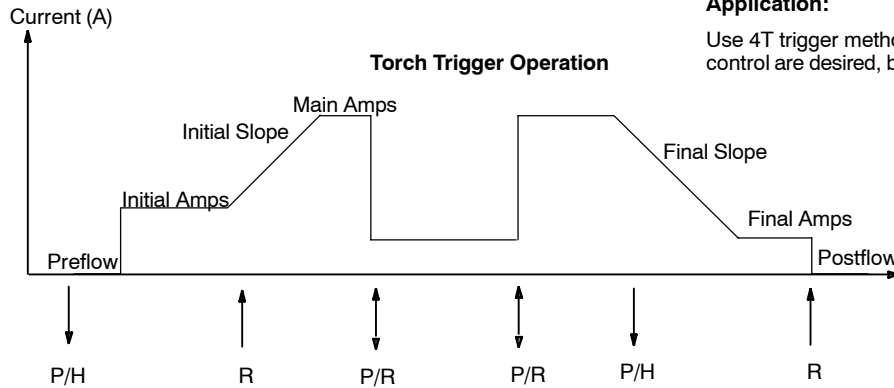 Current (A)
Application:
Use 4T trigger metho
control are desired, b
Torch Trigger Operation
Main Amps
Initial Slope
Final Slope
Initial Amps
Final Amps
Preflow
Postflow
P/H
R
P/R
P/R
P/H
R